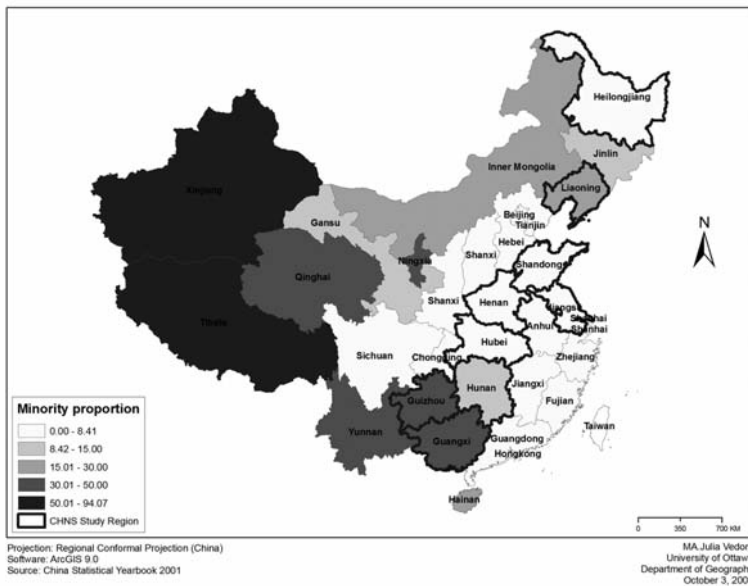 Heilongjiang
Jinlin
Inner Mongolia
Liaoning
Xinjiang
Gansu
Beijing
Tianjin
Hebei
N
Ningxia
Shanxi
Shandong
Qinghai
Shanxi
Henan
Jiangsu
Tibet
Anhui
Shanhai
Hubei
Sichuan
Chongqing
Zhejiang
Hunan
Jiangxi
Guizhou
Fujian
Yunnan
Guangxi
Guangdong
Taiwan
Hongkong
Hainan
Minority proportion
0.00 - 8.41
8.42 - 15.00
15.01 - 30.00
30.01 - 50.00
50.01 - 94.07
CHNS Study Region
0 350 700 KM
Projection: Regional Conformal Projection (China)
Software: ArcGIS 9.0
Source: China Statistical Yearbook 2001
MA.Julia Vedom
University of Ottaw
Department of Geograph
October 3, 200